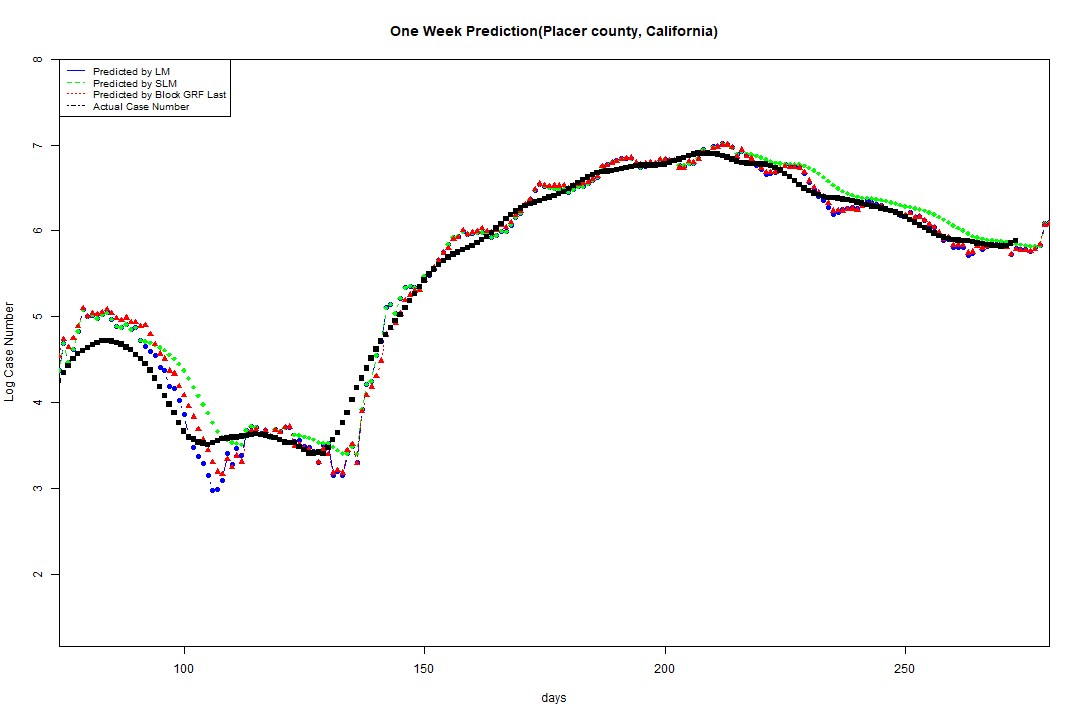 One Week Prediction(Placer county, California)
Predicted by LM
Predicted by SLM
Predicted by Block GRF Last
Actual Case Number
8
7
6
5
4
3
2
Log Case Number
100 150 200 250
days